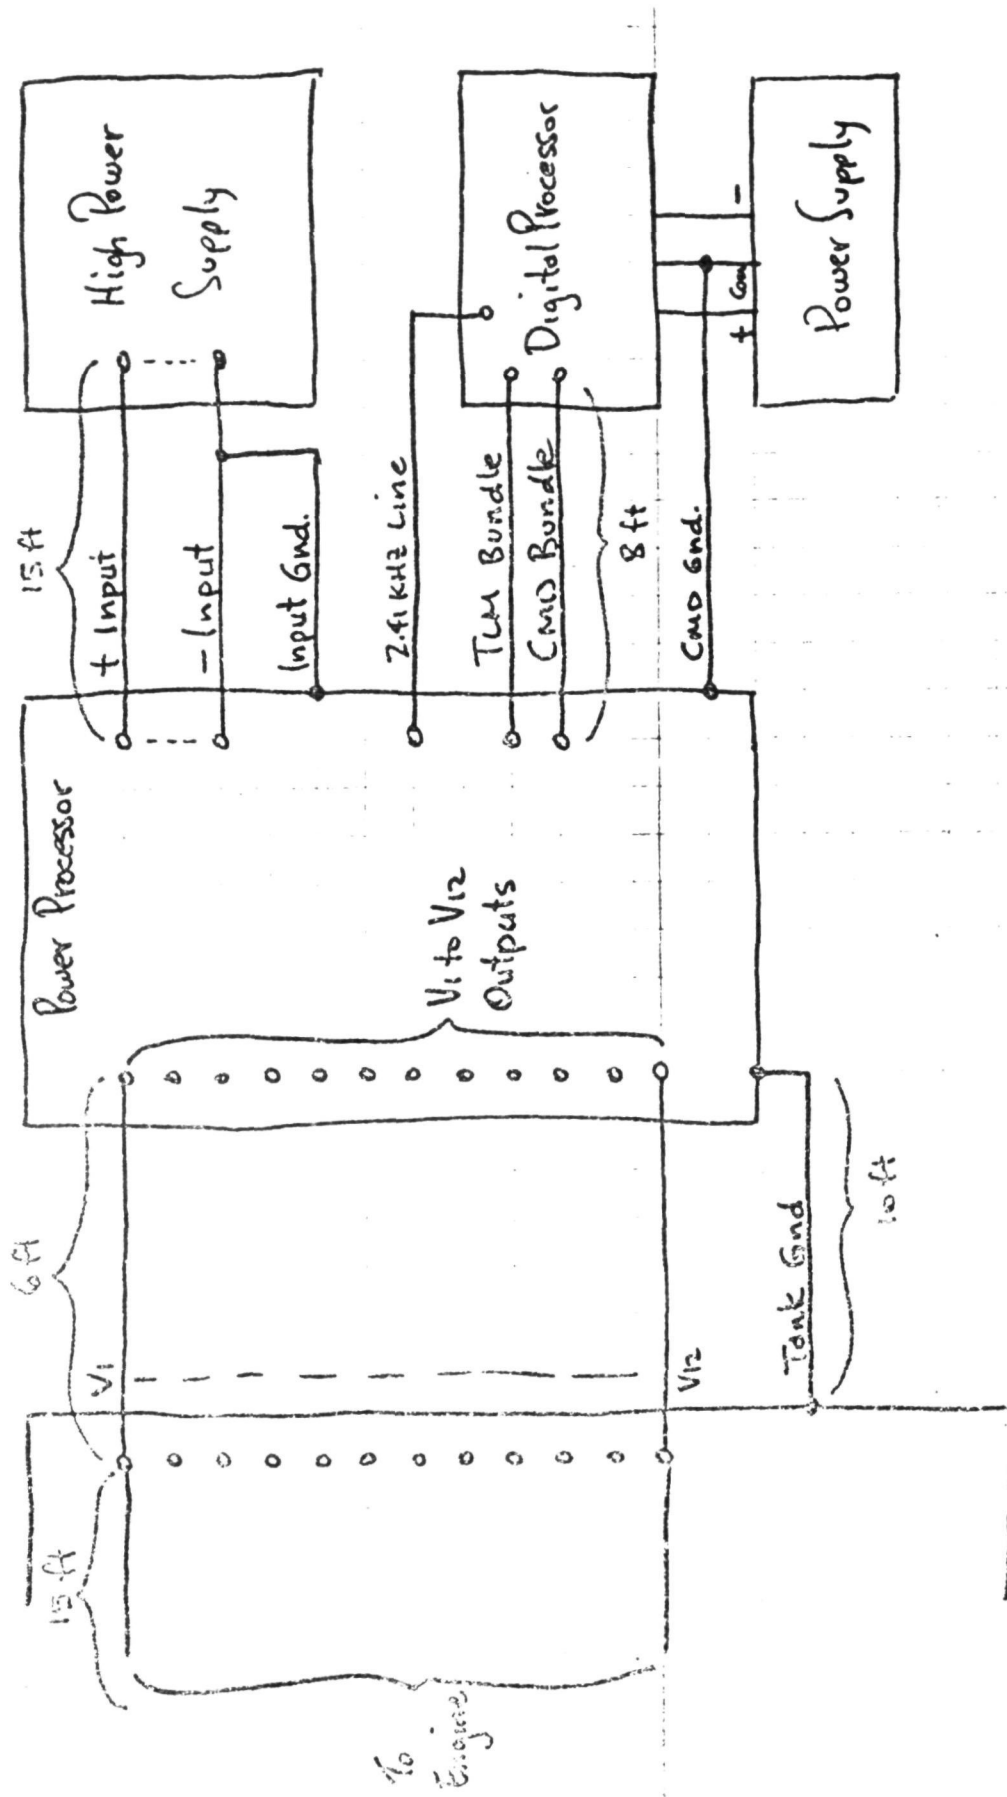 15 ft
High Power
Supply
+ Input
- Input
Input Gnd.
2.41 KHZ Line
Digital Processor
TLM Bundle
CMD Bundle
8 ft
CMD Gnd.
+
Com
-
Power Supply
Power Processor
V1 to V12
Outputs
6 ft
V1
V12
Tank Gnd
10 ft
15 ft
To
Engine